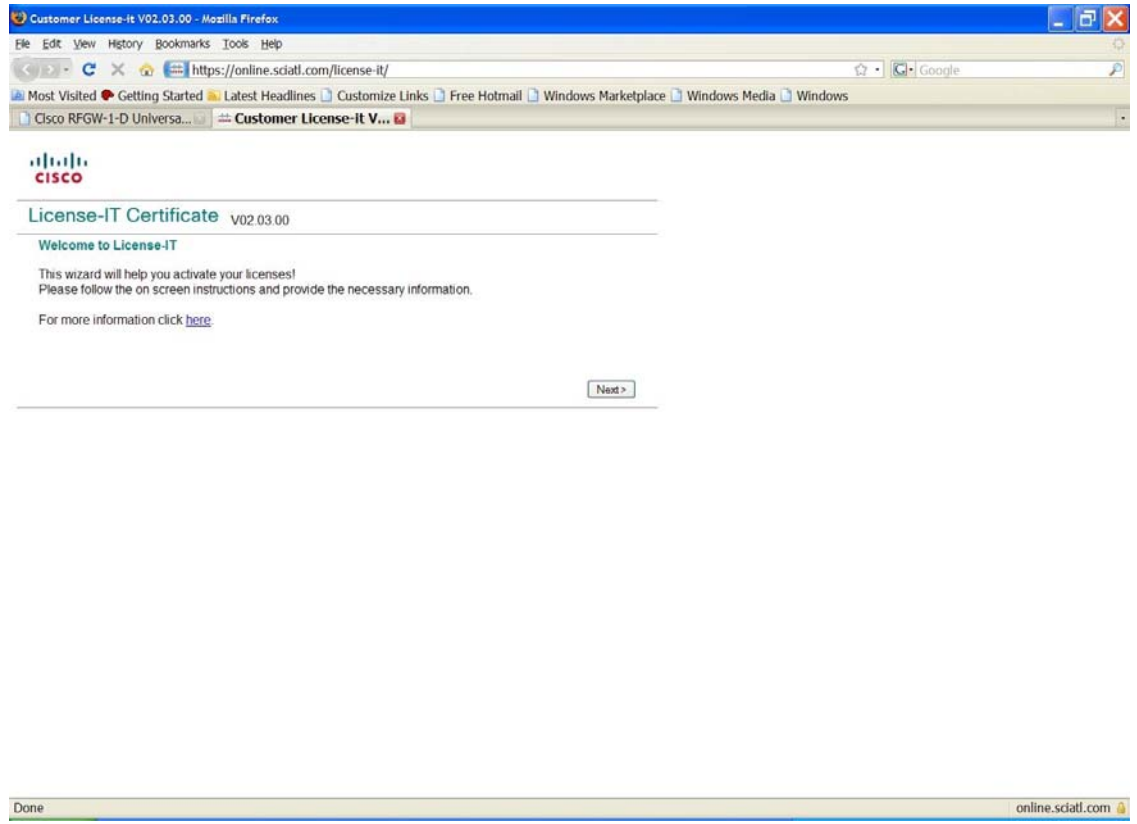 Customer License-it V02.03.00 - Mozilla Firefox
File Edit View History Bookmarks Tools Help
https://online.sciatl.com/license-it/
Google
Most Visited Getting Started Latest Headlines Customize Links Free Hotmail Windows Marketplace Windows Media Windows
Cisco RFGW-1-D Universa... Customer License-it V...
CISCO
License-IT Certificate V02.03.00
Welcome to License-IT
This wizard will help you activate your licenses!
Please follow the on screen instructions and provide the necessary information.
For more information click here.
Next >
Done online.sciatl.com